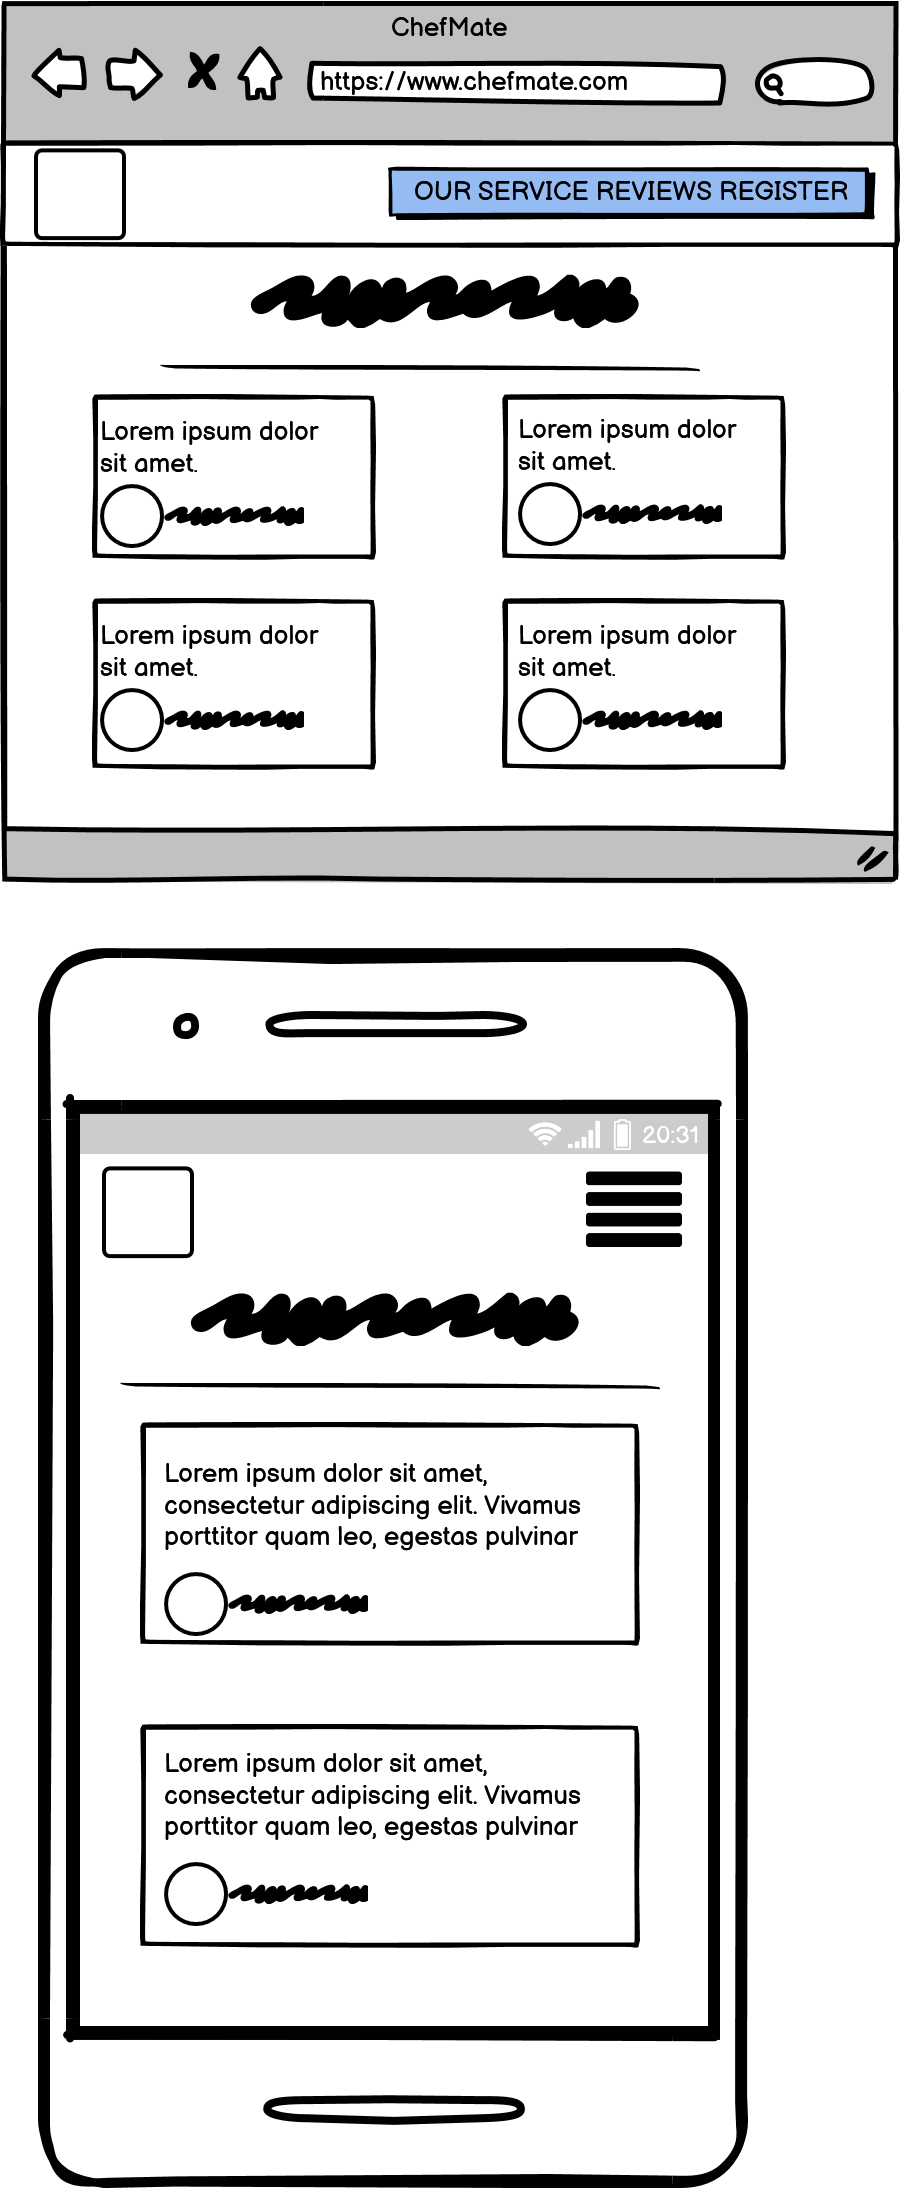 ChefMate
https://www.chefmate.com
OUR SERVICE REVIEWS REGISTER
Lorem ipsum dolor
sit amet.
Lorem ipsum dolor
sit amet.
Lorem ipsum dolor
sit amet.
Lorem ipsum dolor
sit amet.
20:31
Lorem ipsum dolor sit amet,
consectetur adipiscing elit. Vivamus
porttitor quam leo, egestas pulvinar
Lorem ipsum dolor sit amet,
consectetur adipiscing elit. Vivamus
porttitor quam leo, egestas pulvinar